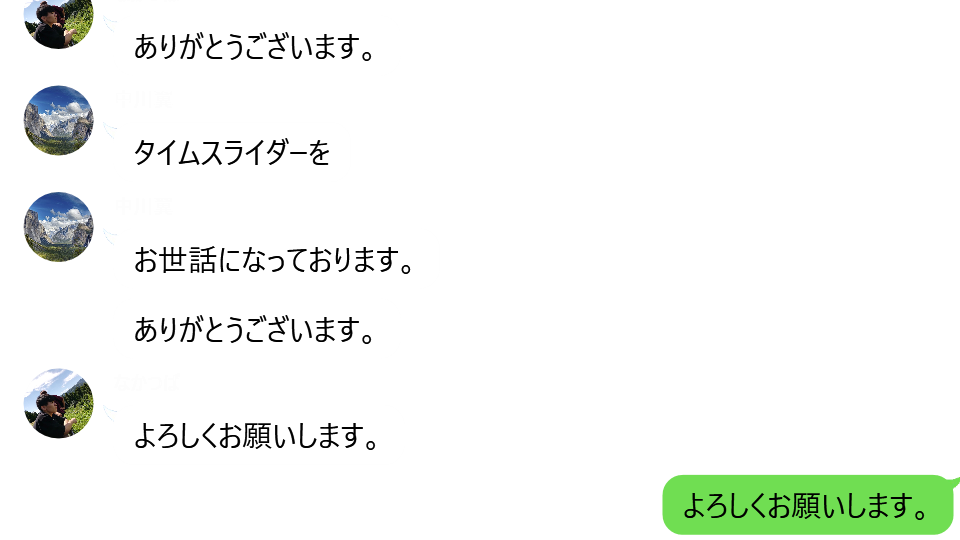 ありがとうございます。
タイムスライダーを
お世話になっております。
ありがとうございます。
よろしくお願いします。
よろしくお願いします。